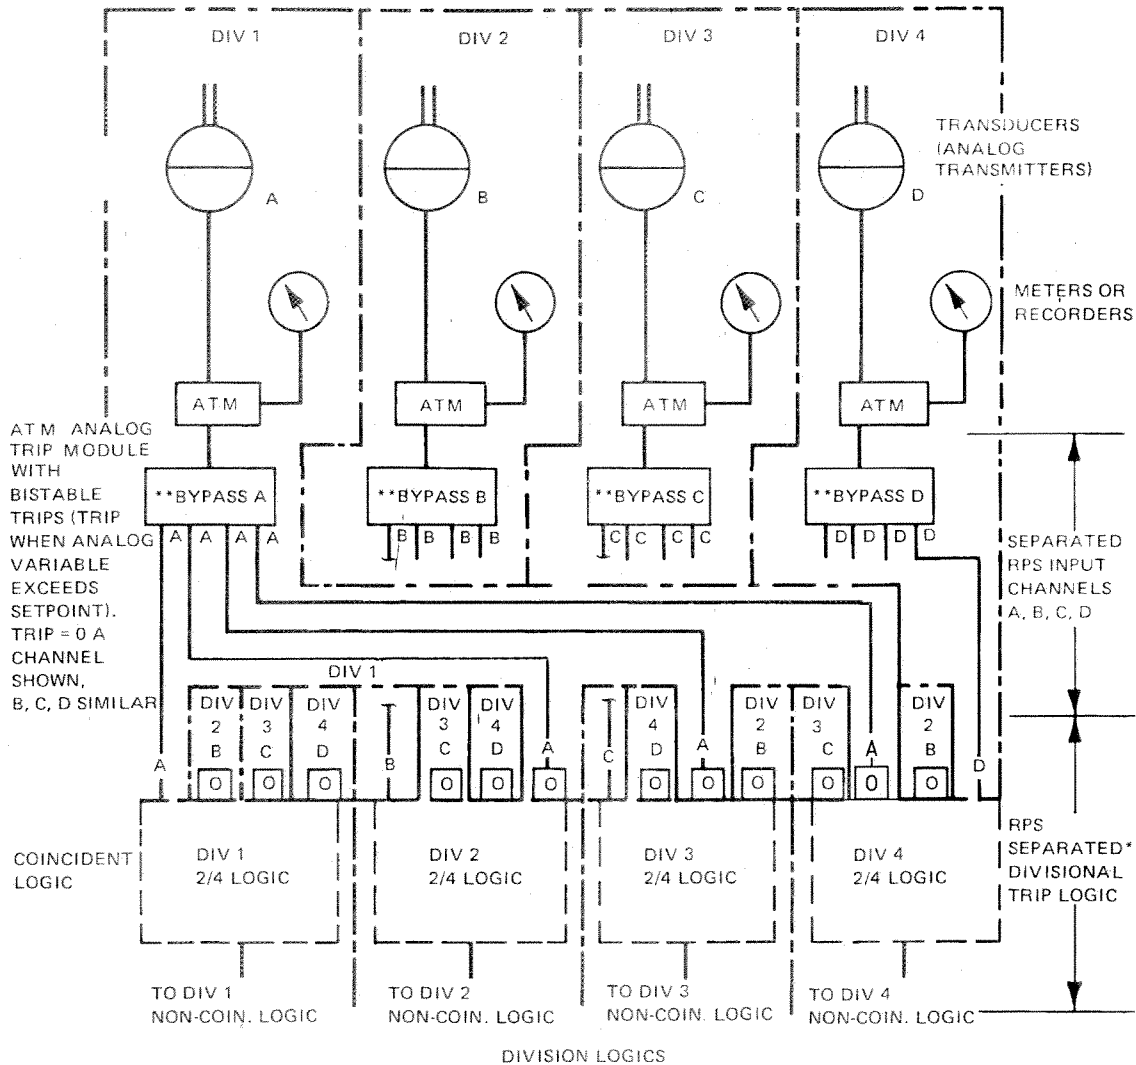 DIV 1
DIV 2
DIV 3
DIV 4
TRANSDUCERS
(ANALOG
TRANSMITTERS)
A
B
C
D
METERS OR
RECORDERS
ATM
ATM
ATM
ATM
ATM ANALOG
TRIP MODULE
WITH
BISTABLE
TRIPS (TRIP
WHEN ANALOG
VARIABLE
EXCEEDS
SETPOINT).
TRIP = 0 A
CHANNEL
SHOWN,
B, C, D SIMILAR
**BYPASS A
**BYPASS B
**BYPASS C
**BYPASS D
A A A A
B B B B
C C C C
D D D D
SEPARATED
RPS INPUT
CHANNELS
A, B, C, D
DIV 1
A
DIV 2 B O
DIV 3 C O
DIV 4 D O
B
DIV 3 C O
DIV 4 D O
A O
C
DIV 4 D O
A O
DIV 2 B O
DIV 3 C O
A O
DIV 2 B O
D
COINCIDENT
LOGIC
DIV 1
2/4 LOGIC
DIV 2
2/4 LOGIC
DIV 3
2/4 LOGIC
DIV 4
2/4 LOGIC
RPS
SEPARATED*
DIVISIONAL
TRIP LOGIC
TO DIV 1
NON-COIN. LOGIC
TO DIV 2
NON-COIN. LOGIC
TO DIV 3
NON-COIN. LOGIC
TO DIV 4
NON-COIN. LOGIC
DIVISION LOGICS